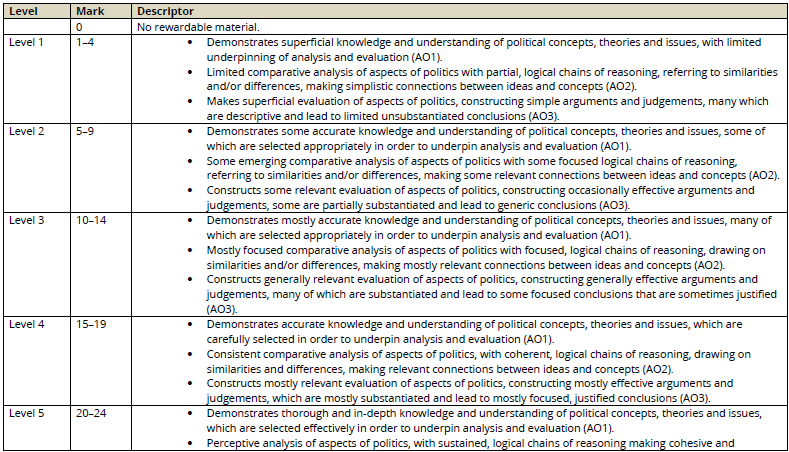 Level Mark Descriptor
0 No rewardable material.
Level 1 1–4 • Demonstrates superficial knowledge and understanding of political concepts, theories and issues, with limited
underpinning of analysis and evaluation (AO1).
• Limited comparative analysis of aspects of politics with partial, logical chains of reasoning, referring to similarities
and/or differences, making simplistic connections between ideas and concepts (AO2).
• Makes superficial evaluation of aspects of politics, constructing simple arguments and judgements, many which
are descriptive and lead to limited unsubstantiated conclusions (AO3).
Level 2 5–9 • Demonstrates some accurate knowledge and understanding of political concepts, theories and issues, some of
which are selected appropriately in order to underpin analysis and evaluation (AO1).
• Some emerging comparative analysis of aspects of politics with some focused logical chains of reasoning,
referring to similarities and/or differences, making some relevant connections between ideas and concepts (AO2).
• Constructs some relevant evaluation of aspects of politics, constructing occasionally effective arguments and
judgements, some are partially substantiated and lead to generic conclusions (AO3).
Level 3 10–14 • Demonstrates mostly accurate knowledge and understanding of political concepts, theories and issues, many of
which are selected appropriately in order to underpin analysis and evaluation (AO1).
• Mostly focused comparative analysis of aspects of politics with focused, logical chains of reasoning, drawing on
similarities and/or differences, making mostly relevant connections between ideas and concepts (AO2).
• Constructs generally relevant evaluation of aspects of politics, constructing generally effective arguments and
judgements, many of which are substantiated and lead to some focused conclusions that are sometimes justified
(AO3).
Level 4 15–19 • Demonstrates accurate knowledge and understanding of political concepts, theories and issues, which are
carefully selected in order to underpin analysis and evaluation (AO1).
• Consistent comparative analysis of aspects of politics, with coherent, logical chains of reasoning, drawing on
similarities and differences, making relevant connections between ideas and concepts (AO2).
• Constructs mostly relevant evaluation of aspects of politics, constructing mostly effective arguments and
judgements, which are mostly substantiated and lead to mostly focused, justified conclusions (AO3).
Level 5 20–24 • Demonstrates thorough and in-depth knowledge and understanding of political concepts, theories and issues,
which are selected effectively in order to underpin analysis and evaluation (AO1).
• Perceptive analysis of aspects of politics, with sustained, logical chains of reasoning making cohesive and